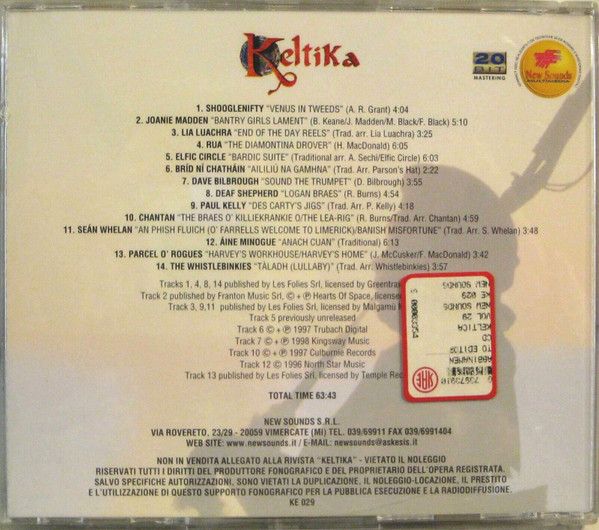 Keltika
20 BIT
MASTERING
New Sounds
MULTIMEDIA
1. SHOOGLENIFTY "VENUS IN TWEEDS" (A. R. Grant) 4:04
2. JOANIE MADDEN "BANTRY GIRLS LAMENT" (B. Keane/J. Madden/M. Black/F. Black) 5:10
3. LIA LUACHRA "END OF THE DAY REELS" (Trad. arr. Lia Luachra) 3:25
4. RUA "THE DIAMONTINA DROVER" (H. MacDonald) 4:05
5. ELFIC CIRCLE "BARDIC SUITE" (Traditional arr. A. Sechi/Elfic Circle) 6:03
6. BRÍD NÍ CHATHÁIN "AILILIÚ NA GAMHNA" (Trad. Arr. Parson's Hat) 2:22
7. DAVE BILBROUGH "SOUND THE TRUMPET" (D. Bilbrough) 3:55
8. DEAF SHEPHERD "LOGAN BRAES" (R. Burns) 4:54
9. PAUL KELLY "DES CARTY'S JIGS" (Trad. Arr. P. Kelly) 4:18
10. CHANTAN "THE BRAES O' KILLIEKRANKIE O/THE LEA-RIG" (R. Burns/Trad. Arr. Chantan) 4:59
11. SEÁN WHELAN "AN PHISH FLUICH (O' FARRELLS WELCOME TO LIMERICK)/BANISH MISFORTUNE" (Trad Arr. S. Whelan) 3:48
12. ÁINE MINOGUE "ANACH CUAN" (Traditional) 6:13
13. PARCEL O' ROGUES "HARVEY'S WORKHOUSE/HARVEY'S HOME" (J. McCusker/F. MacDonald) 3:42
14. THE WHISTLEBINKIES "TÀLADH (LULLABY)" (Trad. Arr. Whistlebinkies) 3:57
Tracks 1, 4, 8, 14 published by Les Folies Srl, licensed by
Track 2 published by Franton Music Srl, © + ℗ Hearts Of Space, licensed
Track 3, 9,11 published by Les Folies Srl, licensed by
Track 5 previously unreleased
Track 6 © + ℗ 1997 Trubach Digital
Track 7 © + ℗ 1998 Kingsway Music
Track 10 © + ℗ 1997 Culburnie Records
Track 12 © 1996 North Star Music
Track 13 published by Les Folies Srl, licensed by Temple
NEW SOUNDS
KE 029
NEW SOUNDS
VOL 29
KELTICA
CD
TO EDITOR
S 000083354
TOTAL TIME 63:43
NEW SOUNDS S.R.L.
VIA ROVERETO, 23/29 - 20059 VIMERCATE (MI) TEL. 039/69911 FAX 039/6991404
WEB SITE: www.newsounds.it / E-MAIL: newsounds@askesis.it
NON IN VENDITA ALLEGATO ALLA RIVISTA "KELTIKA" - VIETATO IL NOLEGGIO
RISERVATI TUTTI I DIRITTI DEL PRODUTTORE FONOGRAFICO E DEL PROPRIETARIO DELL'OPERA REGISTRATA.
SALVO SPECIFICHE AUTORIZZAZIONI, SONO VIETATI LA DUPLICAZIONE, IL NOLEGGIO-LOCAZIONE, IL PRESTITO
E L'UTILIZZAZIONE DI QUESTO SUPPORTO FONOGRAFICO PER LA PUBBLICA ESECUZIONE E LA RADIODIFFUSIONE.
KE 029